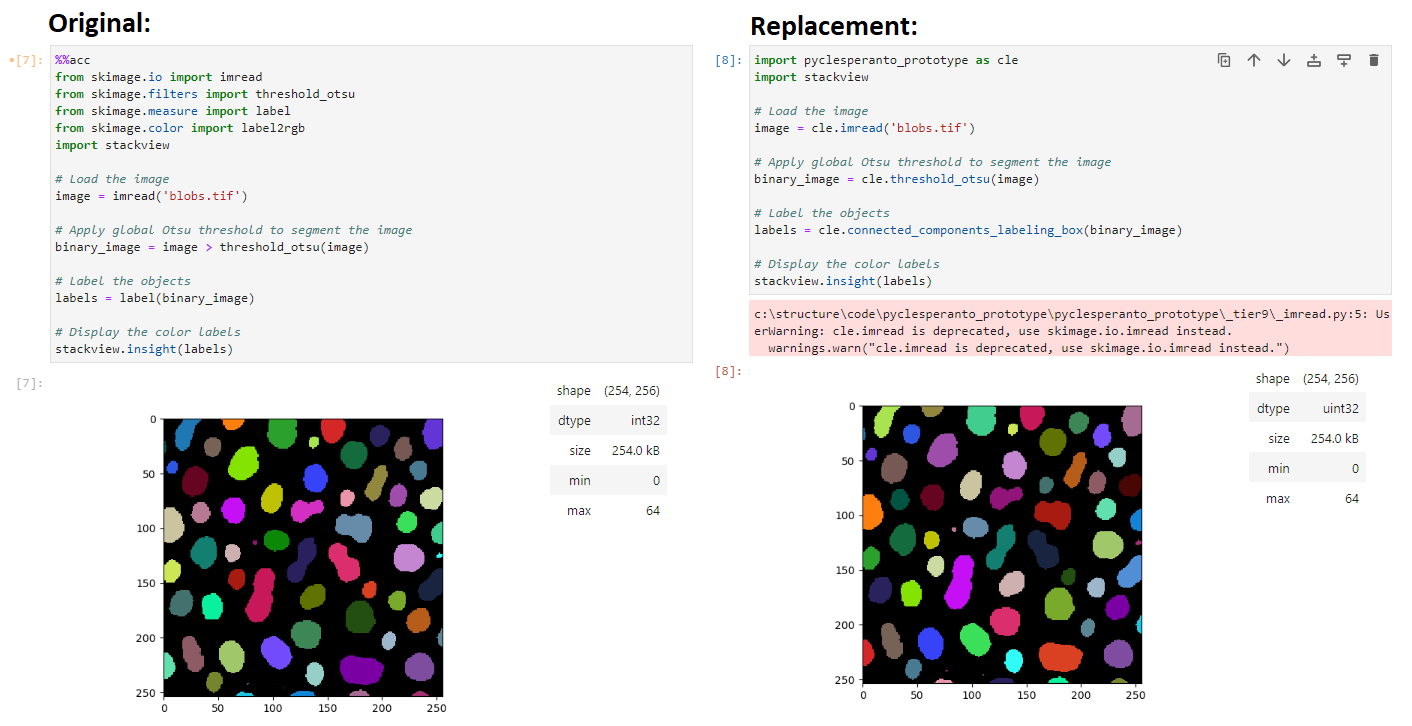 Original:
•[7]:
%%acc
from skimage.io import imread
from skimage.filters import threshold_otsu
from skimage.measure import label
from skimage.color import label2rgb
import stackview
# Load the image
image = imread('blobs.tif')
# Apply global Otsu threshold to segment the image
binary_image = image > threshold_otsu(image)
# Label the objects
labels = label(binary_image)
# Display the color labels
stackview.insight(labels)
[7]:
0
50
100
150
200
250
0 50 100 150 200 250
shape (254, 256)
dtype int32
size 254.0 kB
min 0
max 64
Replacement:
[8]:
import pyclesperanto_prototype as cle
import stackview
# Load the image
image = cle.imread('blobs.tif')
# Apply global Otsu threshold to segment the image
binary_image = cle.threshold_otsu(image)
# Label the objects
labels = cle.connected_components_labeling_box(binary_image)
# Display the color labels
stackview.insight(labels)
c:\structure\code\pyclesperanto_prototype\pyclesperanto_prototype\_tier9\_imread.py:5: Us
erWarning: cle.imread is deprecated, use skimage.io.imread instead.
warnings.warn("cle.imread is deprecated, use skimage.io.imread instead.")
[8]:
0
50
100
150
200
250
0 50 100 150 200 250
shape (254, 256)
dtype uint32
size 254.0 kB
min 0
max 64